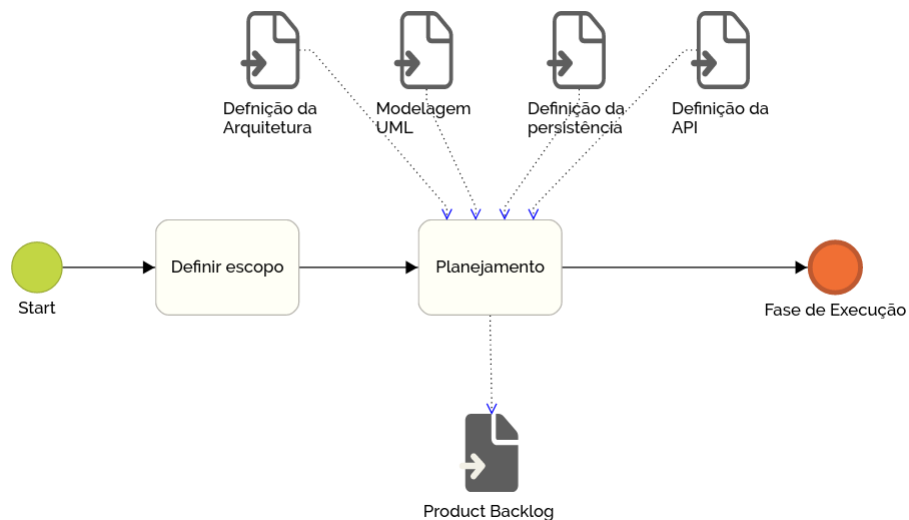 Defnição da
Arquitetura
Modelagem
UML
Definição da
persistência
Definição da
API
Definir escopo
Planejamento
Start
Fase de Execução
Product Backlog